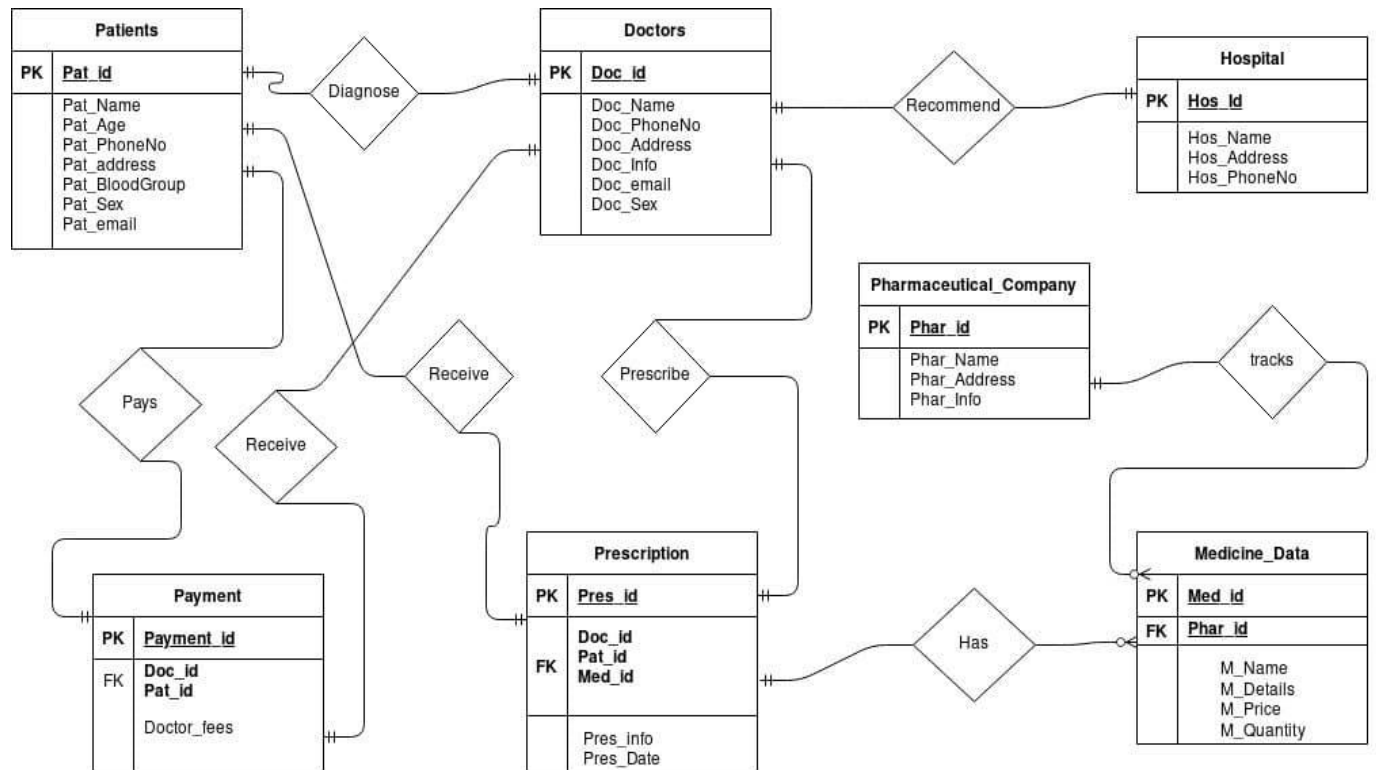 Patients
PK Pat_id
Pat_Name
Pat_Age
Pat_PhoneNo
Pat_address
Pat_BloodGroup
Pat_Sex
Pat_email
Diagnose
Doctors
PK Doc_id
Doc_Name
Doc_PhoneNo
Doc_Address
Doc_Info
Doc_email
Doc_Sex
Recommend
Hospital
PK Hos_Id
Hos_Name
Hos_Address
Hos_PhoneNo
Pharmaceutical_Company
PK Phar_id
Phar_Name
Phar_Address
Phar_Info
tracks
Pays
Receive
Receive
Prescribe
Payment
PK Payment_id
FK Doc_id
Pat_id
Doctor_fees
Prescription
PK Pres_id
Doc_id
FK Pat_id
Med_id
Pres_info
Pres_Date
Has
Medicine_Data
PK Med_id
FK Phar_id
M_Name
M_Details
M_Price
M_Quantity